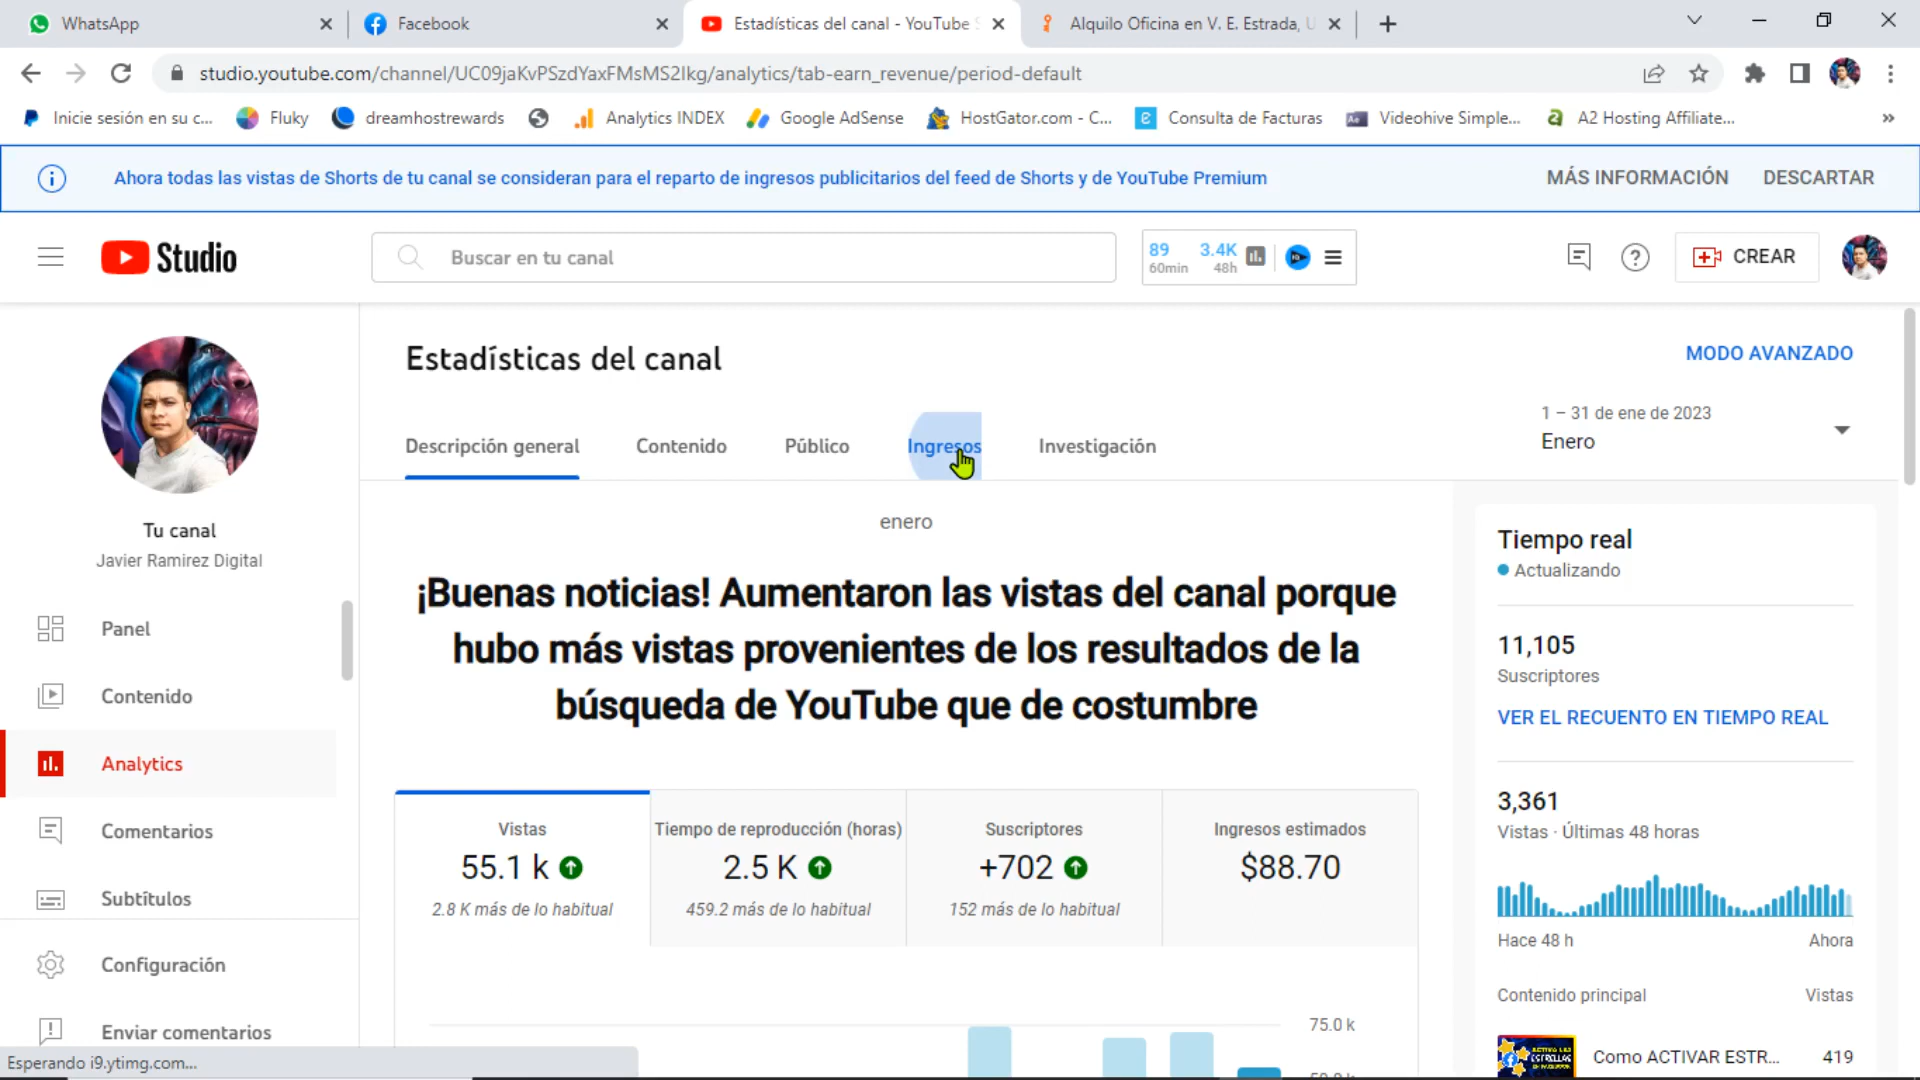 WhatsApp
Facebook
Estadísticas del canal - YouTube S
Alquilo Oficina en V. E. Estrada, U
studio.youtube.com/channel/UC09jaKvPSzdYaxFMsMS2lkg/analytics/tab-earn_revenue/period-default
Inicie sesión en su c...
Fluky
dreamhostrewards
Analytics INDEX
Google AdSense
HostGator.com - C...
Consulta de Facturas
Videohive Simple...
A2 Hosting Affiliate...
Ahora todas las vistas de Shorts de tu canal se consideran para el reparto de ingresos publicitarios del feed de Shorts y de YouTube Premium
MÁS INFORMACIÓN
DESCARTAR
Studio
Buscar en tu canal
89 3.4K
60min 48h
CREAR
Tu canal
Javier Ramirez Digital
Panel
Contenido
Analytics
Comentarios
Subtítulos
Configuración
Enviar comentarios
Esperando i9.ytimg.com...
Estadísticas del canal
MODO AVANZADO
Descripción general
Contenido
Público
Ingresos
Investigación
1 – 31 de ene de 2023
Enero
enero
¡Buenas noticias! Aumentaron las vistas del canal porque
hubo más vistas provenientes de los resultados de la
búsqueda de YouTube que de costumbre
Vistas
55.1 k
2.8 K más de lo habitual
Tiempo de reproducción (horas)
2.5 K
459.2 más de lo habitual
Suscriptores
+702
152 más de lo habitual
Ingresos estimados
$88.70
75.0 k
Tiempo real
Actualizando
11,105
Suscriptores
VER EL RECUENTO EN TIEMPO REAL
3,361
Vistas · Últimas 48 horas
Hace 48 h
Ahora
Contenido principal
Vistas
ACTIVA LAS
ESTRELLAS
Como ACTIVAR ESTR...
419